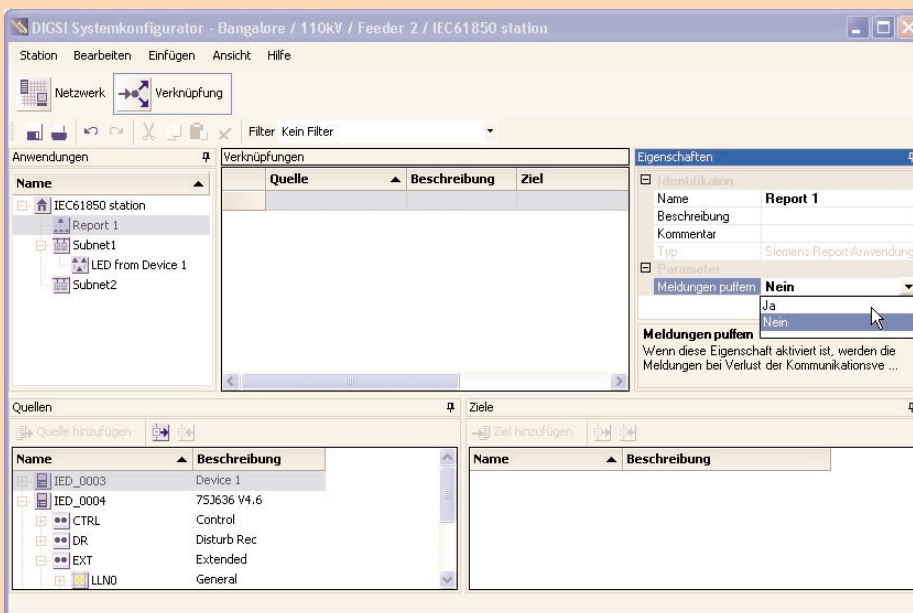 DIGSI Systemkonfigurator - Bangalore / 110kV / Feeder 2 / IEC61850 station
Station Bearbeiten Einfügen Ansicht Hilfe
Netzwerk Verknüpfung
Filter Kein Filter
Anwendungen
Name
IEC61850 station
Report 1
Subnet1
LED from Device 1
Subnet2
Verknüpfungen
Quelle Beschreibung Ziel
Eigenschaften
Identifikation
Name Report 1
Beschreibung
Kommentar
Typ Siemens-Report-Anwendung
Parameter
Meldungen puffern Nein
Ja
Nein
Meldungen puffern
Wenn diese Eigenschaft aktiviert ist, werden die
Meldungen bei Verlust der Kommunikationsve ...
Quellen
Quelle hinzufügen
Name Beschreibung
IED_0003 Device 1
IED_0004 7SJ636 V4.6
CTRL Control
DR Disturb Rec
EXT Extended
LLN0 General
Ziele
Ziel hinzufügen
Name Beschreibung